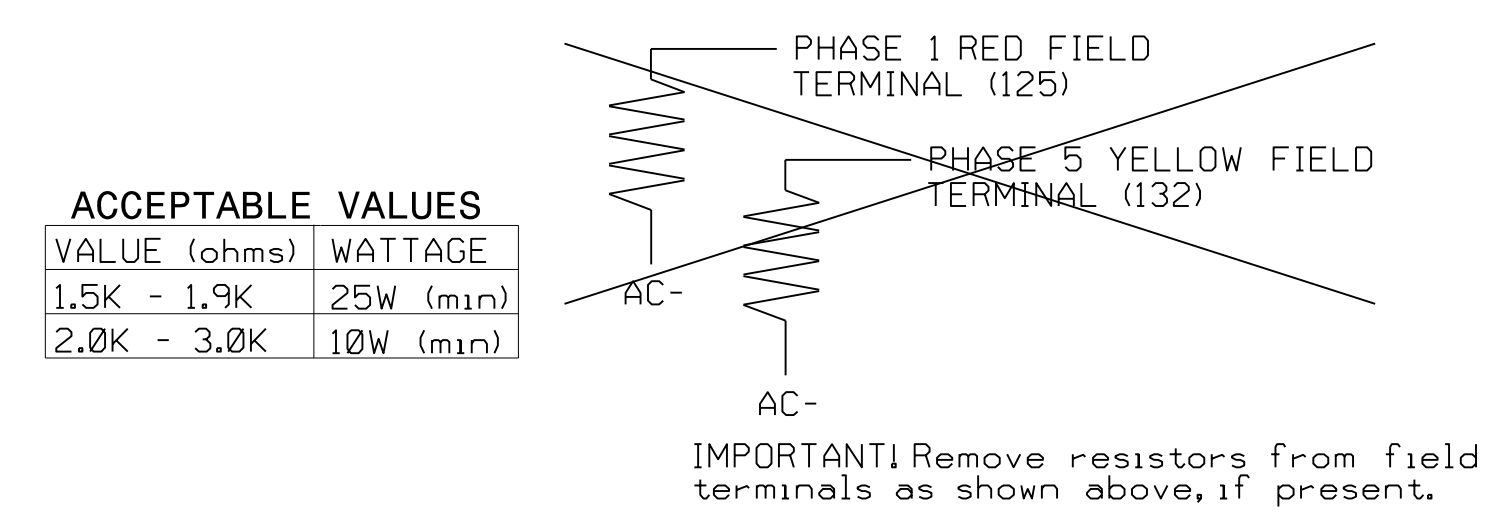 PHASE 1 RED FIELD
TERMINAL (125)
PHASE 5 YELLOW FIELD
TERMINAL (132)
ACCEPTABLE VALUES
VALUE (ohms) WATTAGE
1.5K - 1.9K 25W (min)
2.0K - 3.0K 10W (min)
AC-
AC-
IMPORTANT! Remove resistors from field
terminals as shown above, if present.